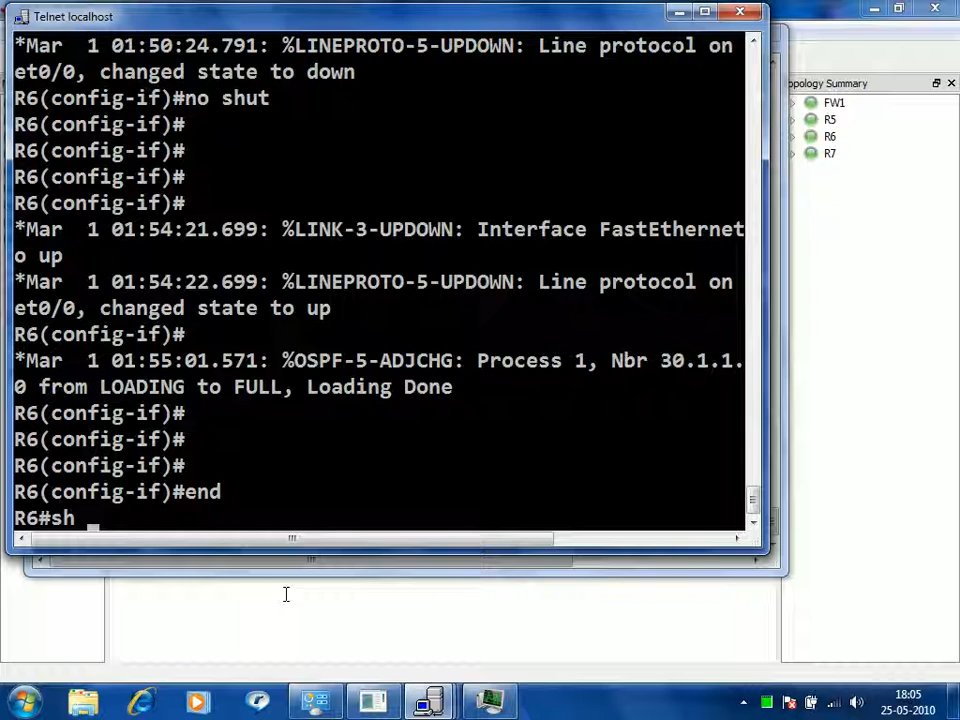 Telnet localhost
*Mar  1 01:50:24.791: %LINEPROTO-5-UPDOWN: Line protocol on
et0/0, changed state to down
R6(config-if)#no shut
R6(config-if)#
R6(config-if)#
R6(config-if)#
R6(config-if)#
*Mar  1 01:54:21.699: %LINK-3-UPDOWN: Interface FastEthernet
o up
*Mar  1 01:54:22.699: %LINEPROTO-5-UPDOWN: Line protocol on
et0/0, changed state to up
R6(config-if)#
*Mar  1 01:55:01.571: %OSPF-5-ADJCHG: Process 1, Nbr 30.1.1.
0 from LOADING to FULL, Loading Done
R6(config-if)#
R6(config-if)#
R6(config-if)#
R6(config-if)#end
R6#sh
opology Summary
FW1
R5
R6
R7
18:05
25-05-2010